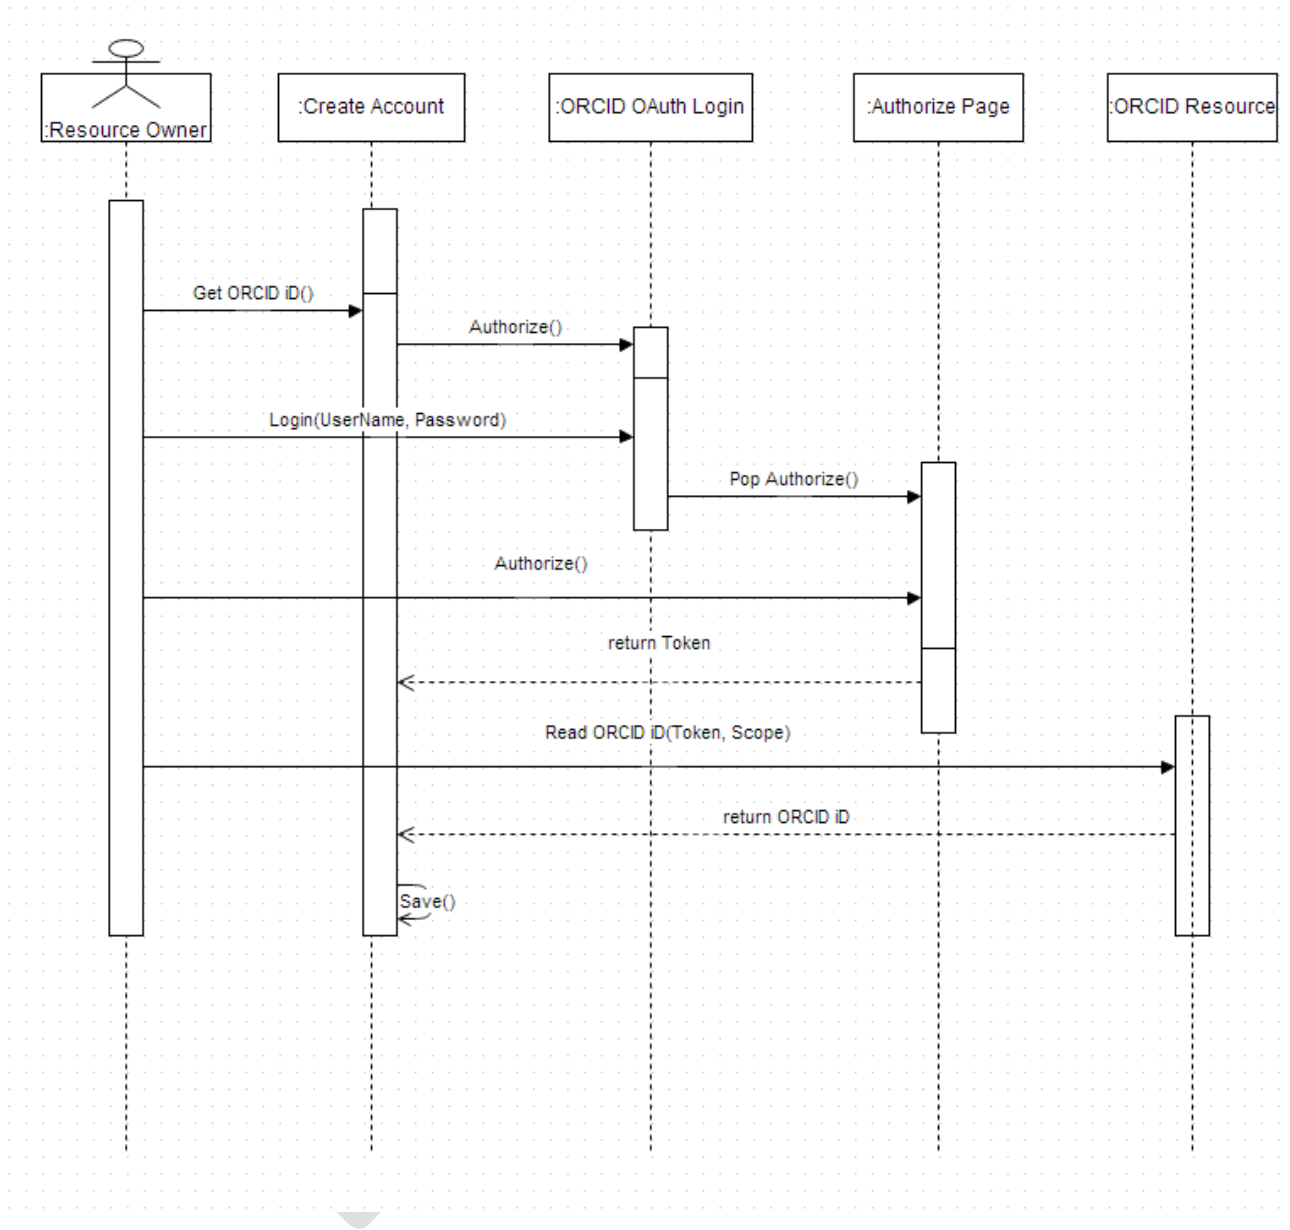 :Resource Owner
:Create Account
:ORCID OAuth Login
:Authorize Page
:ORCID Resource
Get ORCID iD()
Authorize()
Login(UserName, Password)
Pop Authorize()
Authorize()
return Token
Read ORCID iD(Token, Scope)
return ORCID iD
Save()